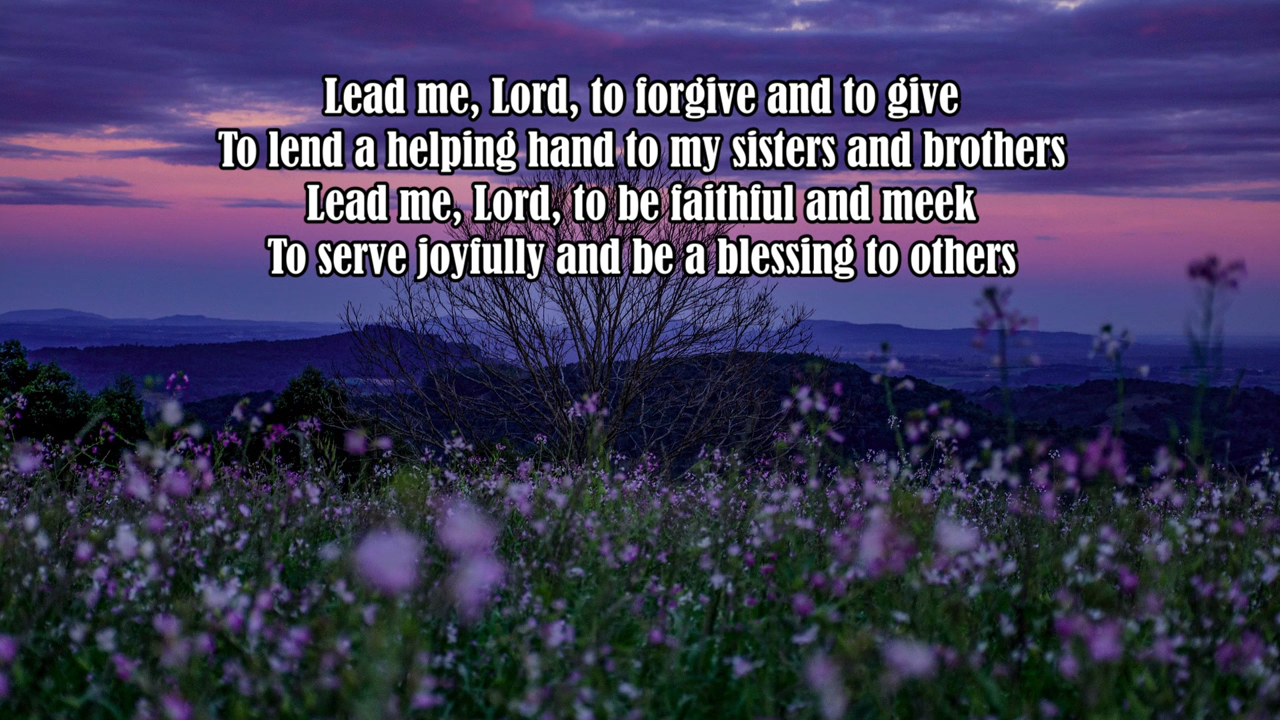 Lead me, Lord, to forgive and to give
To lend a helping hand to my sisters and brothers
Lead me, Lord, to be faithful and meek
To serve joyfully and be a blessing to others